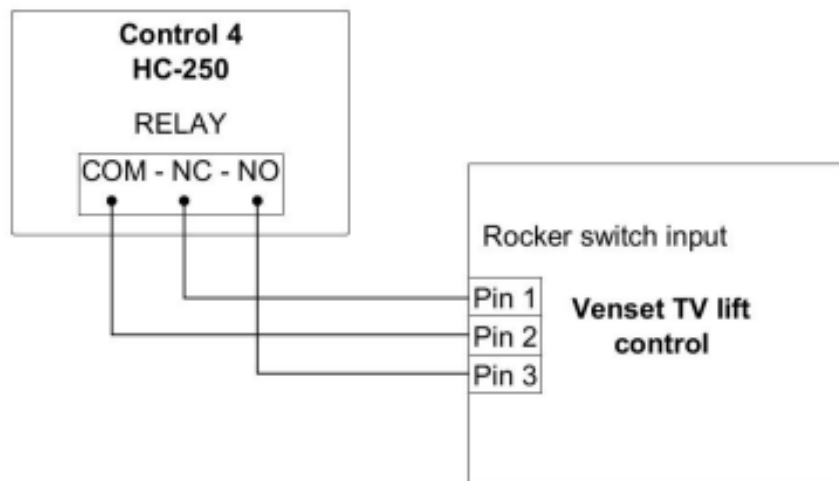 Control 4
HC-250
RELAY
COM - NC - NO
Rocker switch input
Pin 1
Venset TV lift
Pin 2
control
Pin 3